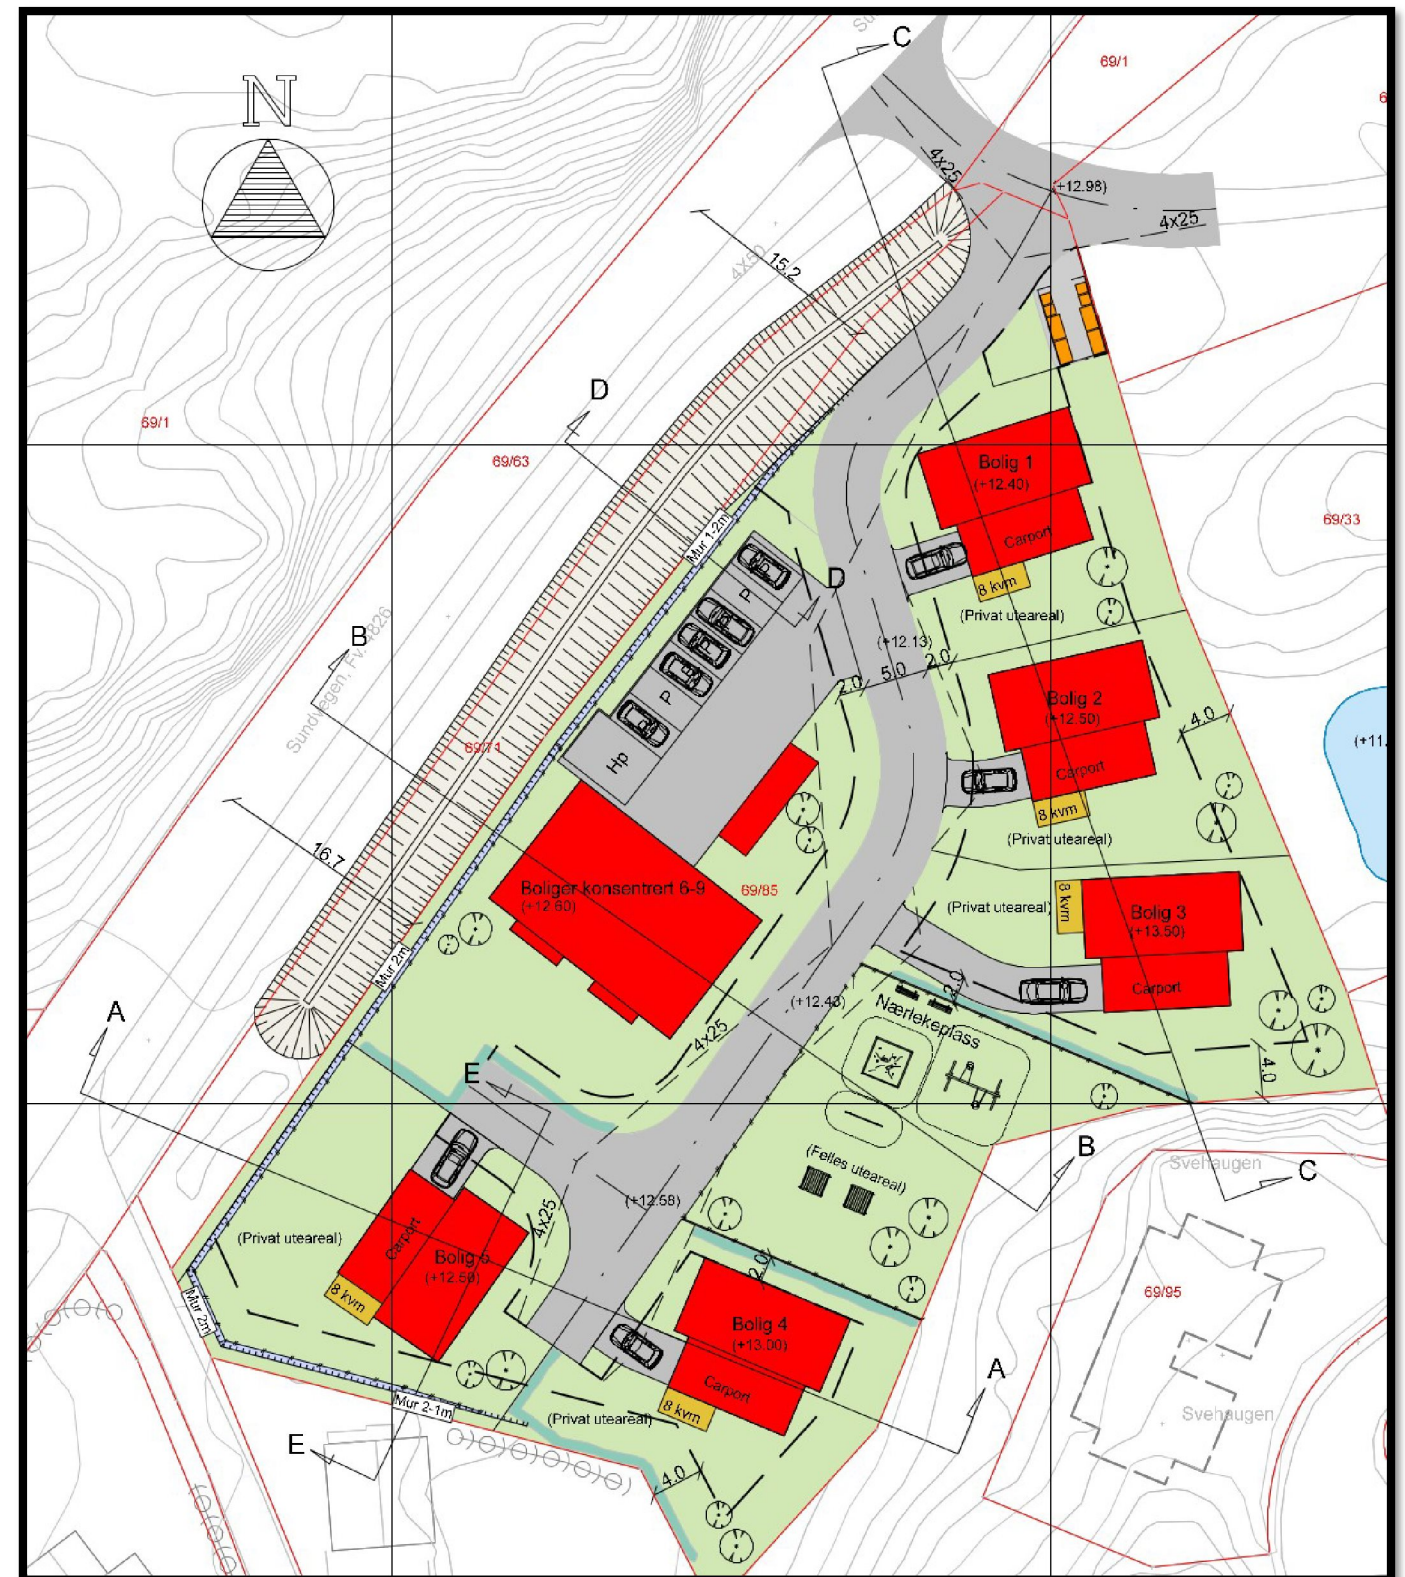 C
69/1
N
4x25
(+12.98)
4x25
15.2
4X50
D
69/1
69/63
Bolig 1
(+12.40)
Mur 1-2m
Carport
69/33
P
D
8 kvm
(Privat uteareal)
B
(+12.13)
2.0
5.0
2.0
P
Bolig 2
(+12.50)
4.0
Hp
Carport
69/71
8 kvm
(Privat uteareal)
16.7
Boliger konsentrert 6-9
(+12.60)
69/85
8 kvm
(Privat uteareal)
Bolig 3
(+13.50)
Mur 2m
Carport
2.0
(+12.43)
Nærlekeplass
A
4x25
4.0
E
B
(Felles uteareal)
Svehaugen
C
(+12.58)
4x25
(Privat uteareal)
Carport
Bolig 5
(+12.50)
2.0
8 kvm
Mur 2m
69/95
Bolig 4
(+13.00)
A
Carport
8 kvm
Mur 2-1m
(Privat uteareal)
Svehaugen
E
4.0